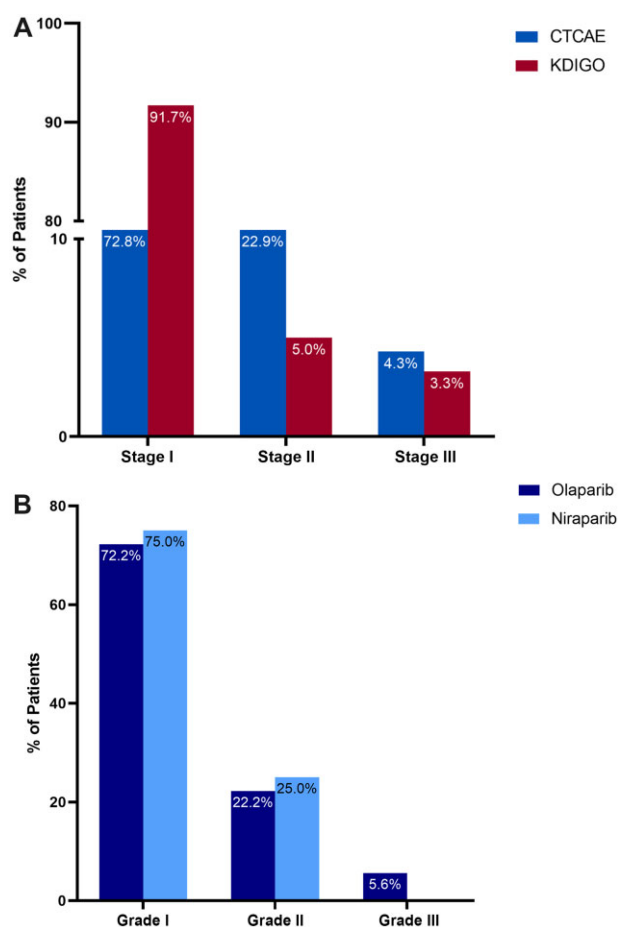 A
100
CTCAE
KDIGO
91.7%
90
% of Patients
80
72.8%
22.9%
10
5.0%
4.3%
3.3%
0
Stage I
Stage II
Stage III
B
80
Olaparib
Niraparib
72.2%
75.0%
60
% of Patients
40
22.2%
25.0%
20
5.6%
0
Grade I
Grade II
Grade III